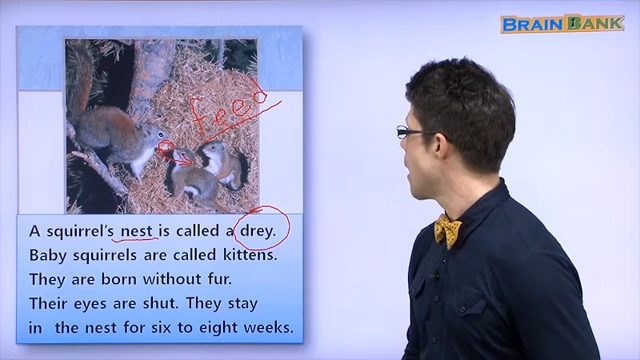 BRAIN BANK
feed
A squirrel's nest is called a drey.
Baby squirrels are called kittens.
They are born without fur.
Their eyes are shut. They stay
in the nest for six to eight weeks.